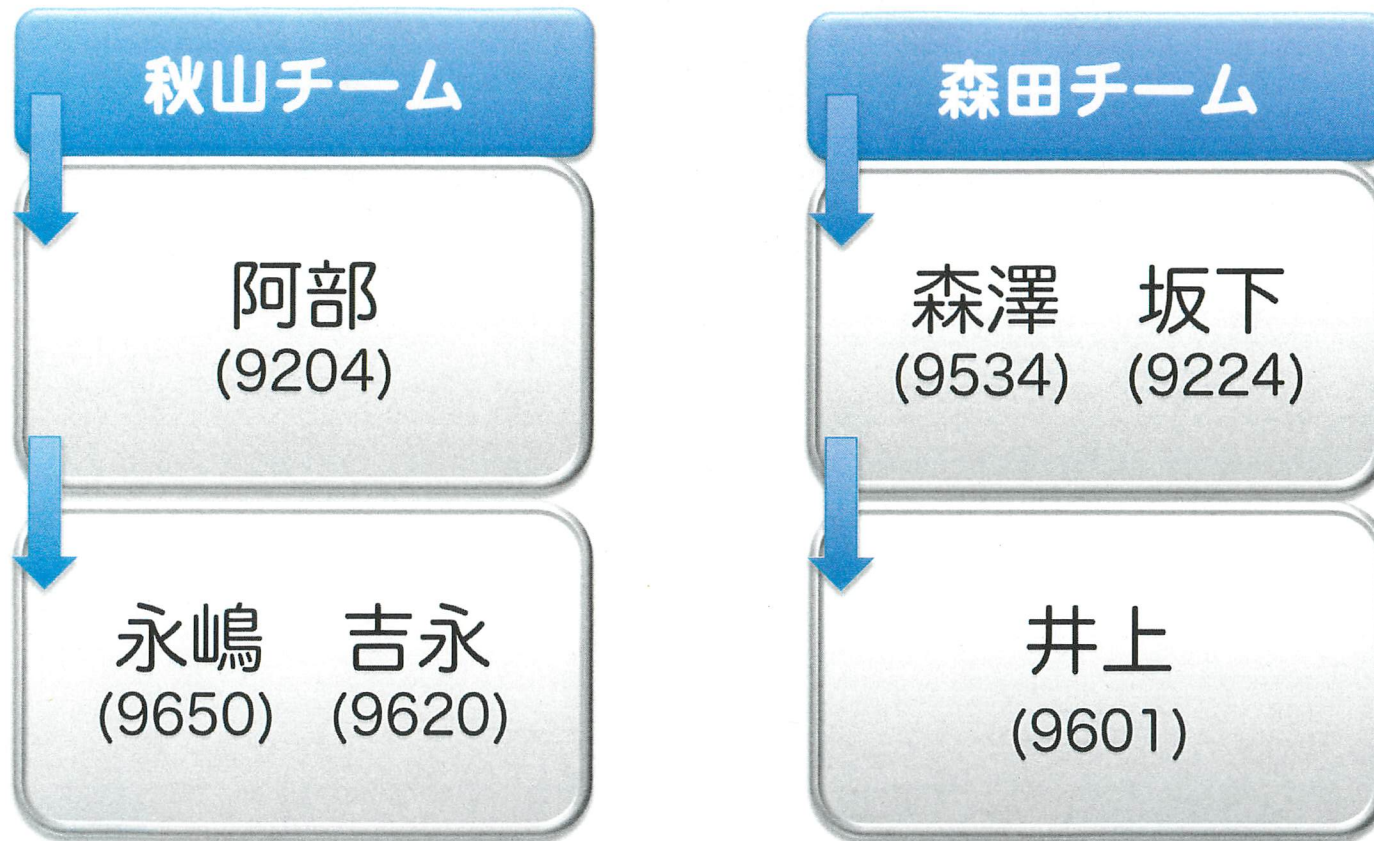 秋山チーム
阿部
(9204)
永嶋 吉永
(9650) (9620)
森田チーム
森澤 坂下
(9534) (9224)
井上
(9601)